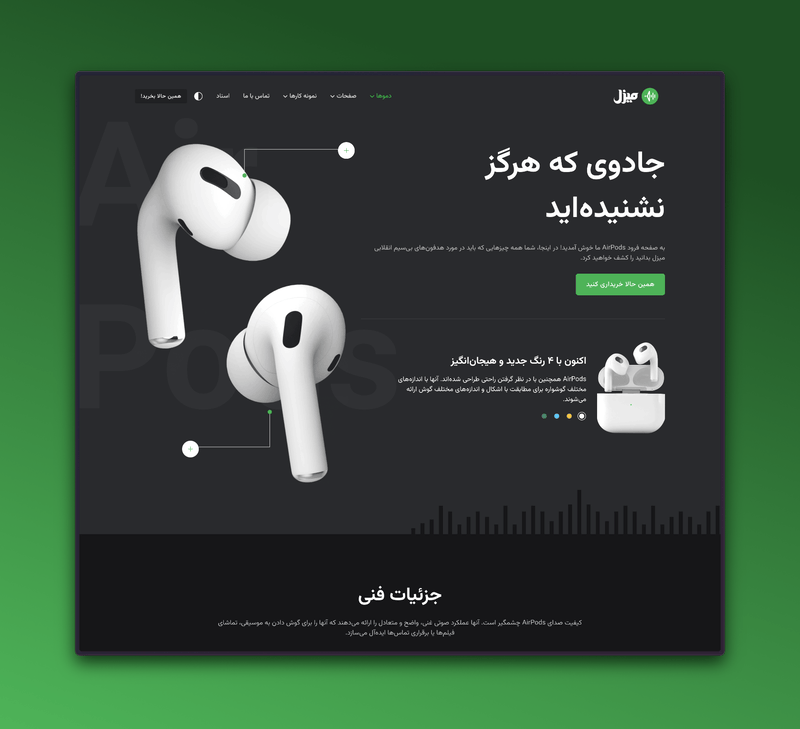 میزل
دموها
صفحات
نمونه کارها
تماس با ما
اسناد
همین حالا بخرید!
Air
Pods
جادوی که هرگز
نشنیده‌اید
به صفحه فرود AirPods ما خوش آمدید! در اینجا، شما همه چیزهایی که باید در مورد هدفون‌های بی‌سیم انقلابی
میزل بدانید را کشف خواهید کرد.
همین حالا خریداری کنید
اکنون با ۴ رنگ جدید و هیجان‌انگیز
AirPods همچنین با در نظر گرفتن راحتی طراحی شده‌اند. آنها با اندازه‌های
مختلف گوشواره برای مطابقت با اشکال و اندازه‌های مختلف گوش ارائه
می‌شوند.
جزئیات فنی
کیفیت صدای AirPods چشمگیر است. آنها عملکرد صوتی غنی، واضح و متعادل را ارائه می‌دهند که آنها را برای گوش دادن به موسیقی، تماشای
فیلم‌ها یا برقراری تماس‌ها ایده‌آل می‌سازد.